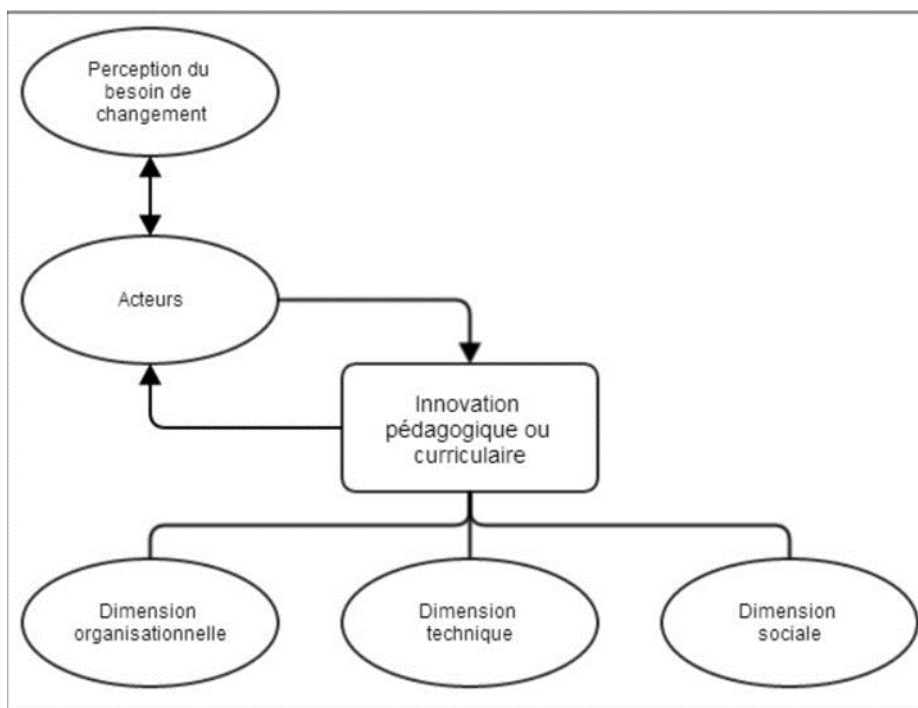 Perception du
besoin de
changement
Acteurs
Innovation
pédagogique ou
curriculaire
Dimension
organisationnelle
Dimension
technique
Dimension
sociale